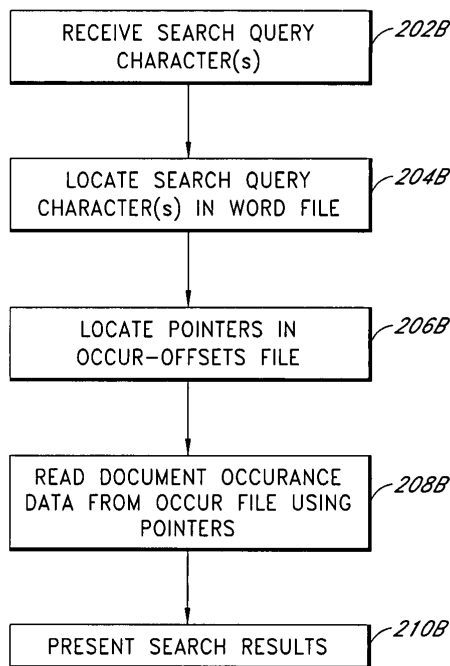 RECEIVE SEARCH QUERY
CHARACTER(s)
202B
LOCATE SEARCH QUERY
CHARACTER(s) IN WORD FILE
204B
LOCATE POINTERS IN
OCCUR-OFFSETS FILE
206B
READ DOCUMENT OCCURANCE
DATA FROM OCCUR FILE USING
POINTERS
208B
PRESENT SEARCH RESULTS
210B